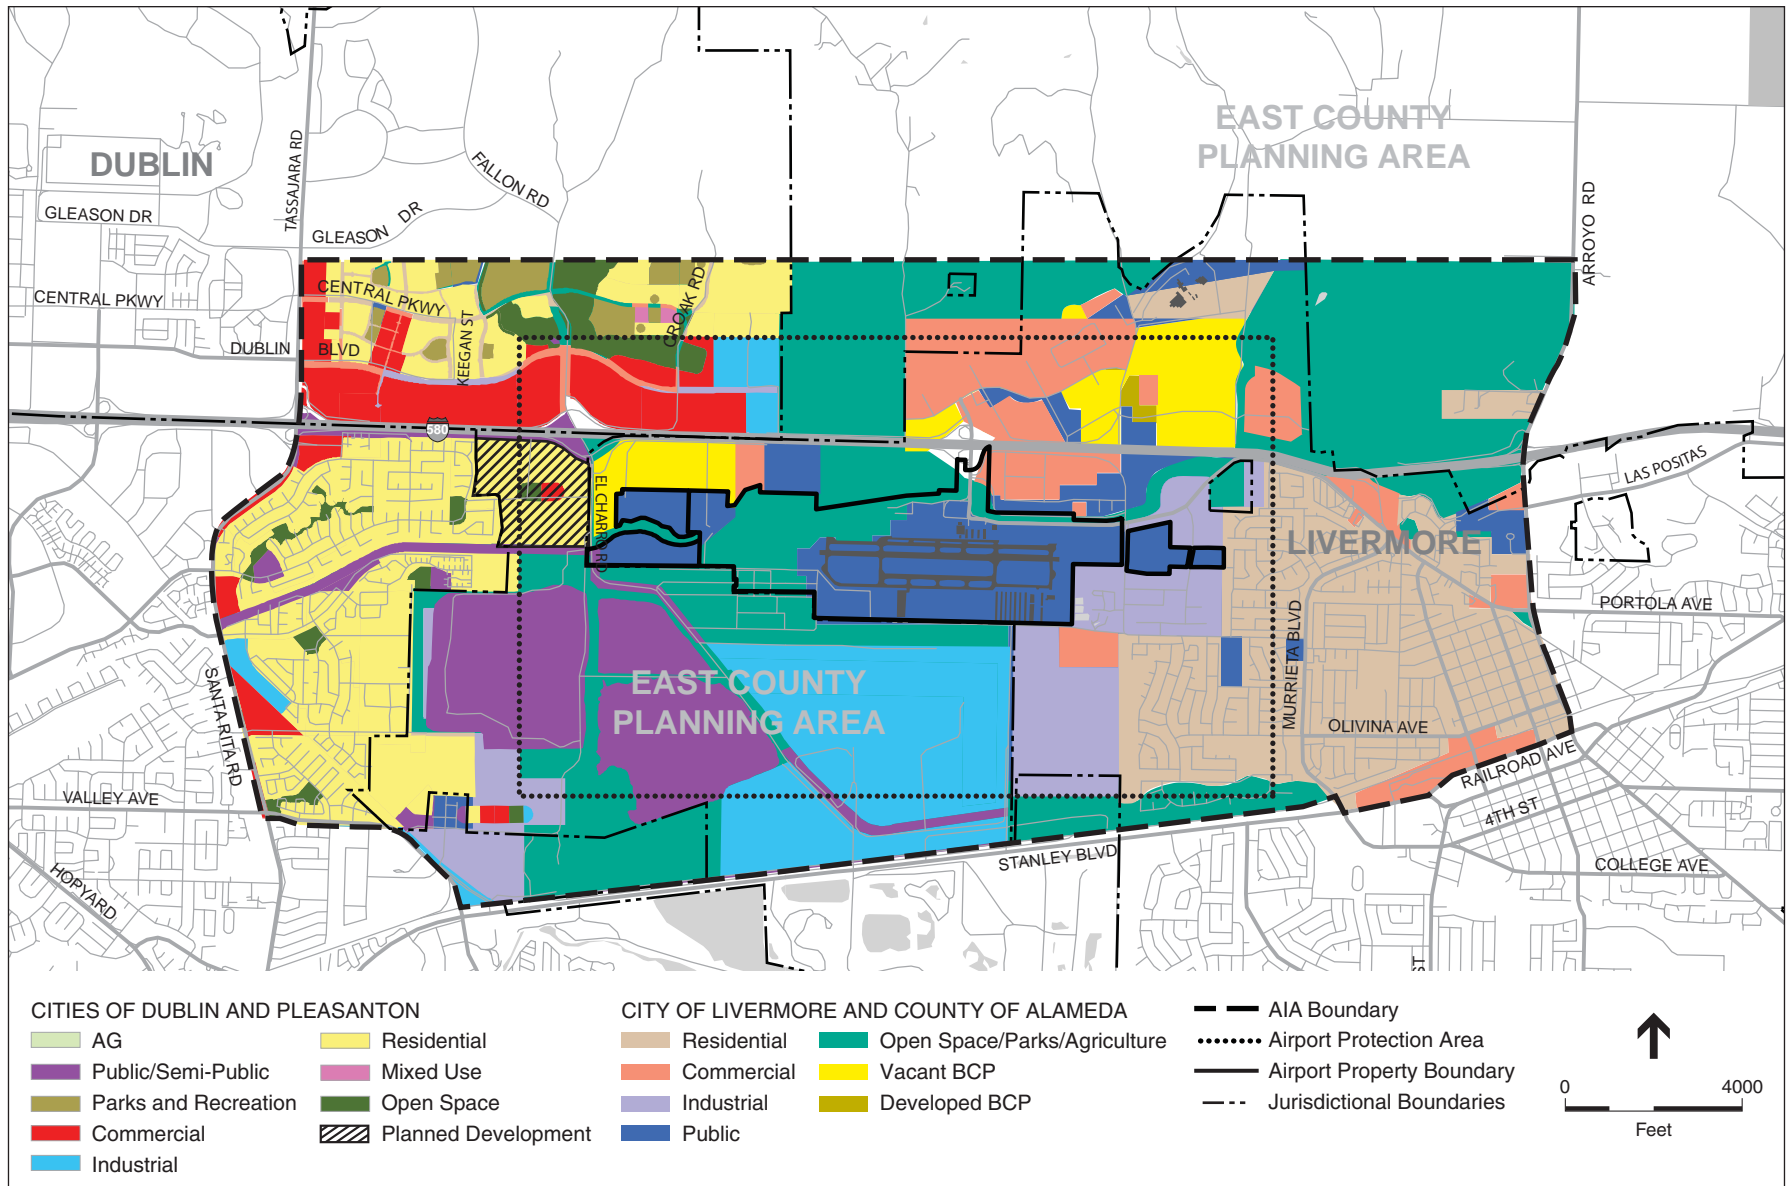 EAST COUNTY
PLANNING AREA
DUBLIN
TASSAJARA RD
FALLON RD
GLEASON DR
GLEASON DR
ARROYO RD
CENTRAL PKWY
CENTRAL PKWY
CROAK RD
KEEGAN ST
DUBLIN BLVD
580
EL CHARRO RD
LAS POSITAS
LIVERMORE
PORTOLA AVE
MURRIETA BLVD
EAST COUNTY
PLANNING AREA
SANTA RITA RD
OLIVINA AVE
RAILROAD AVE
VALLEY AVE
4TH ST
STANLEY BLVD
COLLEGE AVE
HOPYARD
ST
CITIES OF DUBLIN AND PLEASANTON
AG
Public/Semi-Public
Parks and Recreation
Commercial
Industrial
Residential
Mixed Use
Open Space
Planned Development
CITY OF LIVERMORE AND COUNTY OF ALAMEDA
Residential
Commercial
Industrial
Public
Open Space/Parks/Agriculture
Vacant BCP
Developed BCP
AIA Boundary
Airport Protection Area
Airport Property Boundary
Jurisdictional Boundaries
0 4000
Feet